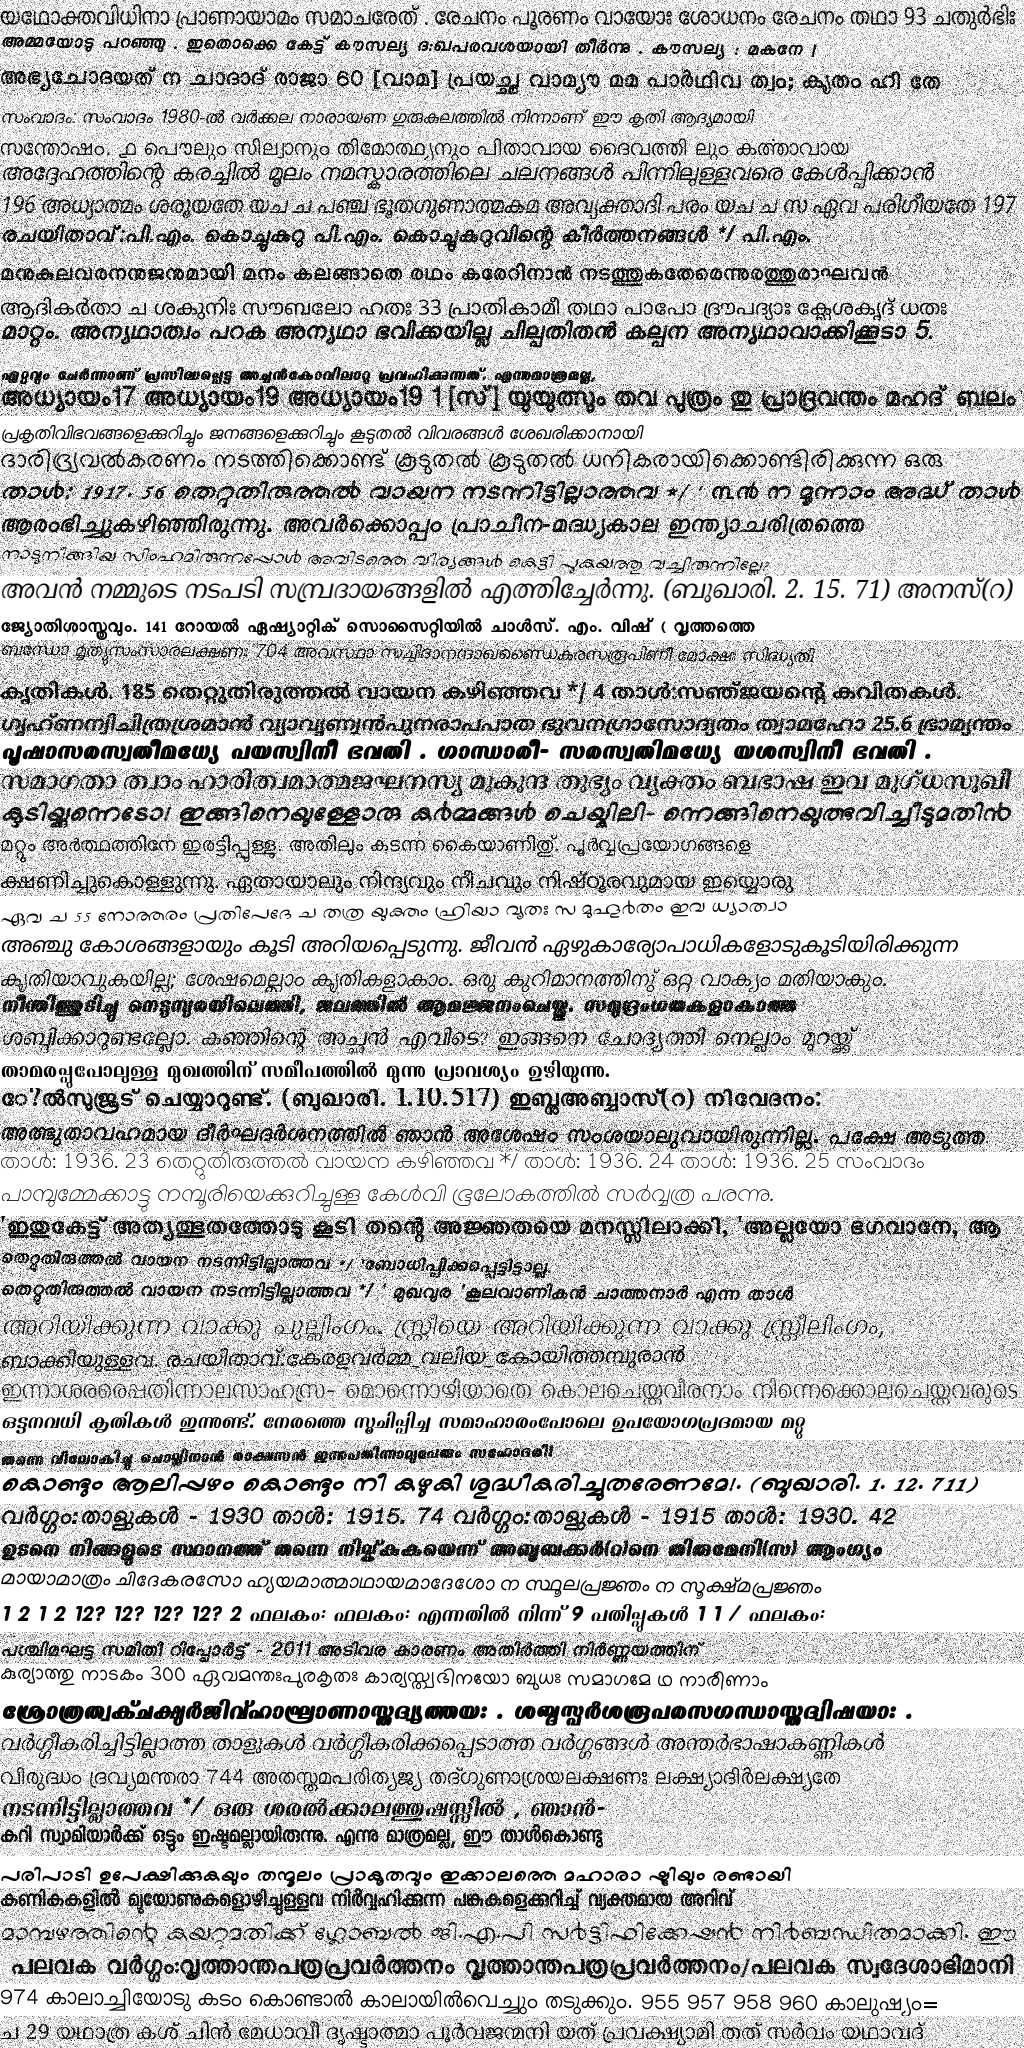 യഥോക്തവിധിനാ പ്രാണായാമം സമാചരേത് . രേചനം പൂരണം വായോഃ ശോധനം രേചനം തഥാ 93 ചതുർഭിഃ
അമ്മയോടു പറഞ്ഞു . ഇതൊക്കെ കേട്ട് കൗസല്യ ദുഃഖപരവശയായി തീർന്നു . കൗസല്യ : മകനേ !
അഭ്യചോദയത് ന ചാദാദ് രാജാ 60 [വാമ] പ്രയച്ഛ വാമ്യൗ മമ പാർഥിവ ത്വം; കൃതം ഹി തേ
സംവാദം: സംവാദം 1980-ൽ വർക്കല നാരായണ ഗുരുകുലത്തിൽ നിന്നാണ് ഈ കൃതി ആദ്യമായി
സന്തോഷം. ൧ പൌലും സില്വാനും തിമോത്ഥ്യനും പിതാവായ ദൈവത്തി ലും കൎത്താവായ
അദ്ദേഹത്തിന്റെ കരച്ചിൽ മൂലം നമസ്കാരത്തിലെ ചലനങ്ങൾ പിന്നിലുള്ളവരെ കേൾപ്പിക്കാൻ
196 അധ്യാത്മം ശരൂയതേ യച ച പഞ്ച ഭൂതഗുണാത്മകമ അവ്യക്താദി പരം യച ച സ ഏവ പരിഗീയതേ 197
രചയിതാവ്:പി.എം. കൊച്ചുകുറു പി.എം. കൊച്ചുകുറുവിന്റെ കീർത്തനങ്ങൾ */ പി.എം.
മനുകുലവരനനുജനുമായി മനം കലങ്ങാതെ രഥം കരേറിനാൻ നടത്തുകതേരെന്നുരത്തുരാഘവൻ
ആദികർതാ ച ശകുനിഃ സൗബലോ ഹതഃ 33 പ്രാതികാമീ തഥാ പാപോ ദ്രൗപദ്യാഃ ക്ലേശകൃദ് ധതഃ
മാറ്റം. അന്യഥാത്വം പറക അന്യഥാ ഭവിക്കയില്ല ചില്പതിതൻ കല്പന അന്യഥാവാക്കിക്കൂടാ 5.
ഏറ്റവും ചേർന്നാണ് പ്രസിദ്ധപ്പെട്ട അച്ചൻകോവിലാറു പ്രവഹിക്കുന്നത്. എന്നുമാത്രമല്ല,
അധ്യായം17 അധ്യായം19 അധ്യായം19 1 [സ്] യുയുത്സും തവ പുത്രം തു പ്രാദ്രവന്തം മഹദ് ബലം
പ്രകൃതിവിഭവങ്ങളെക്കുറിച്ചും ജനങ്ങളെക്കുറിച്ചും കൂടുതൽ വിവരങ്ങൾ ശേഖരിക്കാനായി
ദാരിദ്ര്യവൽകരണം നടത്തിക്കൊണ്ട് കൂടുതൽ കൂടുതൽ ധനികരായിക്കൊണ്ടിരിക്കുന്ന ഒരു
താൾ: 1917. 56 തെറ്റുതിരുത്തൽ വായന നടന്നിട്ടില്ലാത്തവ */ ' ൩ൻ ന മൂന്നാം അദ്ധ് താൾ
ആരംഭിച്ചുകഴിഞ്ഞിരുന്നു. അവർക്കൊപ്പം പ്രാചീന-മദ്ധ്യകാല ഇന്ത്യാചരിത്രത്തെ
നാടുനീങ്ങിയ സിംഹമിരുന്നപ്പോൾ അവിടത്തെ വിര്യങ്ങൾ കെട്ടി പുകയത്തു വച്ചിരുന്നില്ലേ?
അവൻ നമ്മുടെ നടപടി സമ്പ്രദായങ്ങളിൽ എത്തിച്ചേർന്നു. (ബുഖാരി. 2. 15. 71) അനസ്(റ)
ജ്യോതിശാസ്ത്രവും. 141 റോയൽ ഏഷ്യാറ്റിക് സൊസൈറ്റിയിൽ ചാൾസ്. എം. വിഷ് ( വൃത്തത്തെ
ബന്ധോ മൃത്യുസംസാരലക്ഷണഃ 704 അവസ്ഥാ സച്ചിദാനന്ദാഖണ്ഡൈകരസരൂപിണീ മോക്ഷഃ സിദ്ധ്യതി
കൃതികൾ. 185 തെറ്റുതിരുത്തൽ വായന കഴിഞ്ഞവ */ 4 താൾ:സഞ്ജയന്റെ കവിതകൾ.
ഗൃഹ്ണന്വിചിത്രശ്രമാൻ വ്യാവൃണ്വൻപുനരാപപാത ഭുവനഗ്രാസോദ്യതം ത്വാമഹോ 25.6 ഭ്രാമ്യന്തം
പൂഷാസരസ്വതീമധ്യേ പയസ്വിനീ ഭവതി . ഗാന്ധാരീ- സരസ്വതിമധ്യേ യശസ്വിനീ ഭവതി .
സമാഗതാ ത്വാം ഹാരിത്വമാത്മജഘനസ്യ മുകുന്ദ തുഭ്യം വ്യക്തം ബഭാഷ ഇവ മുഗ്ധസുഖീ
കൂടിയ്ക്കുന്നെടോ! ഇങ്ങിനെയുള്ളോരു കർമ്മങ്ങൾ ചെയ്കിലി- ന്നെങ്ങിനെയുത്ഭവിച്ചീടുമതിൻ
മറ്റും അർത്ഥത്തിനേ ഇരട്ടിപ്പുള്ളു. അതിലും കടന്ന കൈയാണിതു്. പൂർവ്വപ്രയോഗങ്ങളെ
ക്ഷണിച്ചുകൊള്ളുന്നു. ഏതായാലും നിന്ദ്യവും നീചവും നിഷ്ഠൂരവുമായ ഇയ്യൊരു
ഏവ ച 55 നോത്തരം പ്രതിപേദേ ച തത്ര യുക്തം ഹ്രിയാ വൃതഃ സ മുഹൂർതം ഇവ ധ്യാത്വാ
അഞ്ചു കോശങ്ങളായും കൂടി അറിയപ്പെടുന്നു. ജീവൻ ഏഴുകാര്യോപാധികളോടുകൂടിയിരിക്കുന്ന
കൃതിയാവുകയില്ല; ശേഷമെല്ലാം കൃതികളാകാം. ഒരു കുറിമാനത്തിനു് ഒറ്റ വാക്യം മതിയാകും.
നീന്തിത്തുടിച്ചു നെടുമ്പുരയിലെത്തി, ജലത്തിൽ ആമജ്ജനംചെയ്തു. സമുദ്രംഗതകളാകാത്ത
ശബ്ദിക്കാറുണ്ടല്ലോ. കുഞ്ഞിന്റെ അച്ഛൻ എവിടെ? ഇങ്ങനെ ചോദ്യത്തി നെല്ലാം മുറയ്ക്ക്
താമരപ്പൂപോലുള്ള മുഖത്തിന് സമീപത്തിൽ മൂന്നു പ്രാവശ്യം ഉഴിയുന്നു.
േ?ൽസുജൂട് ചെയ്യാറുണ്ട്. (ബുഖാരി. 1.10.517) ഇബ്നുഅബ്ബാസ്(റ) നിവേദനം:
അത്ഭുതാവഹമായ ദീർഘദർശനത്തിൽ ഞാൻ അശേഷം സംശയാലുവായിരുന്നില്ല. പക്ഷേ അടുത്ത
താൾ: 1936. 23 തെറ്റുതിരുത്തൽ വായന കഴിഞ്ഞവ */ താൾ: 1936. 24 താൾ: 1936. 25 സംവാദം
പാമ്പുമ്മേക്കാട്ടു നമ്പൂരിയെക്കുറിച്ചുള്ള കേൾവി ഭൂലോകത്തിൽ സർവ്വത്ര പരന്നു.
'ഇതുകേട്ട് അത്യത്ഭുതത്തോടു കൂടി തന്റെ അജ്ഞതയെ മനസ്സിലാക്കി, 'അല്ലയോ ഭഗവാനേ, ആ
തെറ്റുതിരുത്തൽ വായന നടന്നിട്ടില്ലാത്തവ */ 'ബോധിപ്പിക്കപ്പെട്ടിട്ടാല്ല.
തെറ്റുതിരുത്തൽ വായന നടന്നിട്ടില്ലാത്തവ */ ' മുഖവുര 'കൂലവാണികൻ ചാത്തനാർ എന്ന താൾ
അറിയിക്കുന്ന വാക്കു പുല്ലിംഗം. സ്ത്രീയെ അറിയിക്കുന്ന വാക്കു സ്ത്രീലിംഗം,
ബാക്കിയുള്ളവ. രചയിതാവ്:കേരളവർമ്മ_വലിയ_കോയിത്തമ്പുരാൻ
ഇന്നാശരരെപ്പതിന്നാലസാഹസ്ര- മൊന്നൊഴിയാതെ കൊലചെയ്തവീരനാം നിന്നെക്കൊലചെയ്തവരുടെ
ഒട്ടനവധി കൃതികൾ ഇന്നുണ്ട്. നേരത്തെ സൂചിപ്പിച്ച സമാഹാരംപോലെ ഉപയോഗപ്രദമായ മറ്റു
തന്നെ വിലോകിച്ചു ചൊല്ലിനാൻ രാക്ഷസൻ ഇന്നുപതിന്നാലുപേരും സഹോദരി!
കൊണ്ടും ആലിപ്പഴം കൊണ്ടും നീ കഴുകി ശുദ്ധീകരിച്ചുതരേണമേ!. (ബുഖാരി. 1. 12. 711)
വർഗ്ഗം:താളുകൾ - 1930 താൾ: 1915. 74 വർഗ്ഗം:താളുകൾ - 1915 താൾ: 1930. 42
ഉടനെ നിങ്ങളുടെ സ്ഥാനത്ത് തന്നെ നില്ക്കുകയെന്ന് അബൂബക്കർ(റ)നെ തിരുമേനി(സ) ആംഗ്യം
മായാമാത്രം ചിദേകരസോ ഹ്യയമാത്മാഥായമാദേശോ ന സ്ഥൂലപ്രജ്ഞം ന സൂക്ഷ്മപ്രജ്ഞം
1 2 1 2 12? 12? 12? 12? 2 ഫലകം: ഫലകം: എന്നതിൽ നിന്ന് 9 പതിപ്പുകൾ 1 1 / ഫലകം:
പശ്ചിമഘട്ട സമിതി റിപ്പോർട്ട് - 2011 അടിവര കാരണം അതിർത്തി നിർണ്ണയത്തിന്
കുര്യാത്തു നാടകം 300 ഏവമന്തഃപുരകൃതഃ കാര്യസ്ത്വഭിനയോ ബുധഃ സമാഗമേ ഥ നാരീണാം
ശ്രോത്രത്വക്ചക്ഷുർജിവ്ഹാഘ്രാണാസ്തദ്വൃത്തയഃ . ശബ്ദസ്പർശരൂപരസഗന്ധാസ്തദ്വിഷയാഃ .
വർഗ്ഗീകരിച്ചിട്ടില്ലാത്ത താളുകൾ വർഗ്ഗീകരിക്കപ്പെടാത്ത വർഗ്ഗങ്ങൾ അന്തർഭാഷാകണ്ണികൾ
വിരുദ്ധം ദ്രവ്യമന്തരാ 744 അതസ്തമപരിത്യജ്യ തദ്ഗുണാശ്രയലക്ഷണഃ ലക്ഷ്യാദിർലക്ഷ്യതേ
നടന്നിട്ടില്ലാത്തവ */ ഒരു ശരൽക്കാലത്തുഷസ്സിൽ , ഞാൻ-
കറി സ്വാമിയാർക്ക് ഒട്ടും ഇഷ്ടമല്ലായിരുന്നു. എന്നു മാത്രമല്ല, ഈ താൾകൊണ്ടു
പരിപാടി ഉപേക്ഷിക്കുകയും തന്മൂലം പ്രാകൃതവും ഇക്കാലത്തെ മഹാരാ ഷ്ട്രിയും രണ്ടായി
കണികകളിൽ മ്യൂയോണുകളൊഴിച്ചുള്ളവ നിർവ്വഹിക്കുന്ന പങ്കുകളെക്കുറിച്ച് വ്യക്തമായ അറിവ്
മാമ്പഴത്തിന്റെ കയറ്റുമതിക്ക് ഗ്ലോബൽ ജി.എ.പി സർട്ടിഫിക്കേഷൻ നിർബന്ധിതമാക്കി. ഈ
പലവക വർഗ്ഗം:വൃത്താന്തപത്രപ്രവർത്തനം വൃത്താന്തപത്രപ്രവർത്തനം/പലവക സ്വദേശാഭിമാനി
974 കാലാച്ചിയോടു കടം കൊണ്ടാൽ കാലായിൽവെച്ചും തടുക്കും. 955 957 958 960 കാലുഷ്യം=
ച 29 യഥാത്ര കശ് ചിൻ മേധാവീ ദൃഷ്ടാത്മാ പൂർവജന്മനി യത് പ്രവക്ഷ്യാമി തത് സർവം യഥാവദ്